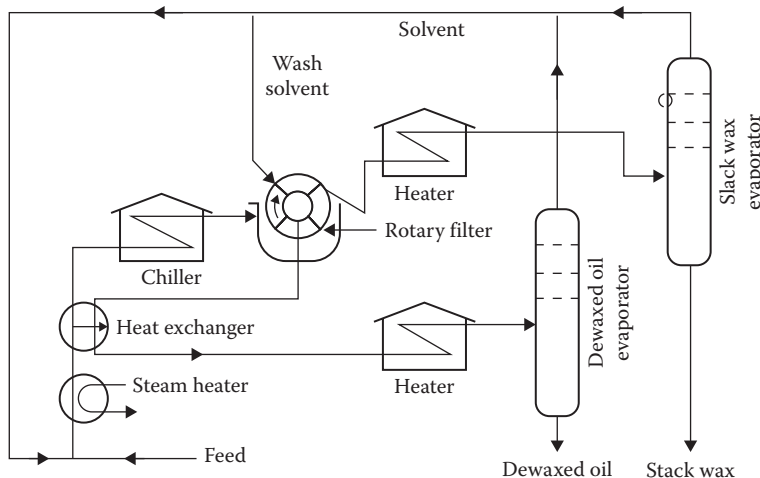 Solvent
Wash
solvent
Heater
Slack wax
evaporator
Rotary filter
Chiller
Dewaxed oil
evaporator
Heat exchanger
Heater
Steam heater
Feed
Dewaxed oil
Stack wax